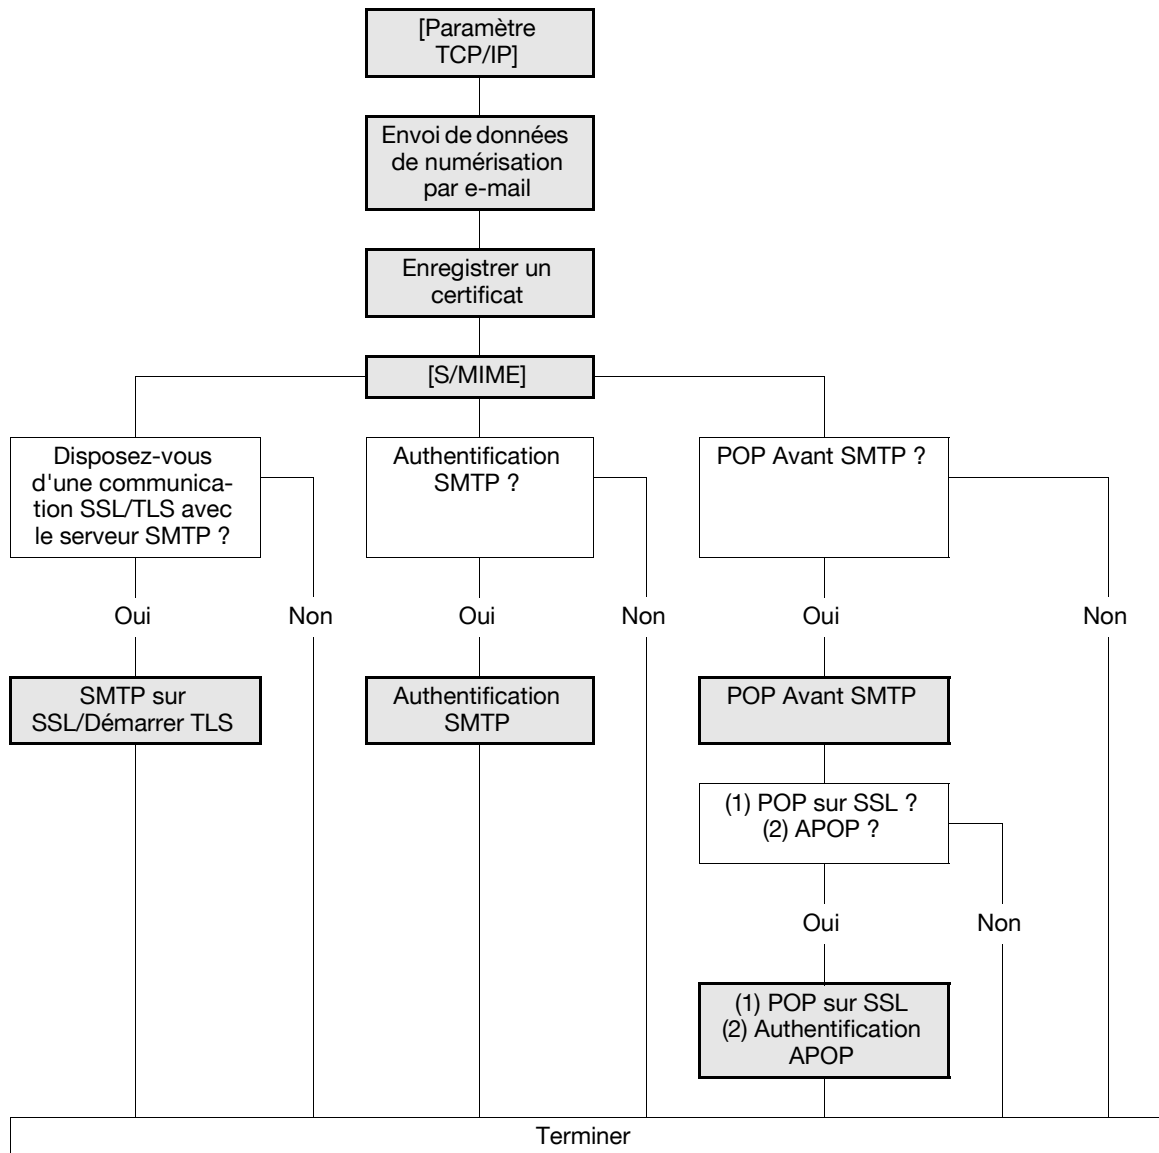 [Paramètre
TCP/IP]
Envoi de données
de numérisation
par e-mail
Enregistrer un
certificat
[S/MIME]
Disposez-vous
d'une communica-
tion SSL/TLS avec
le serveur SMTP ?
Authentification
SMTP ?
POP Avant SMTP ?
Oui
Non
Oui
Non
Oui
Non
SMTP sur
SSL/Démarrer TLS
Authentification
SMTP
POP Avant SMTP
(1) POP sur SSL ?
(2) APOP ?
Oui
Non
(1) POP sur SSL
(2) Authentification
APOP
Terminer